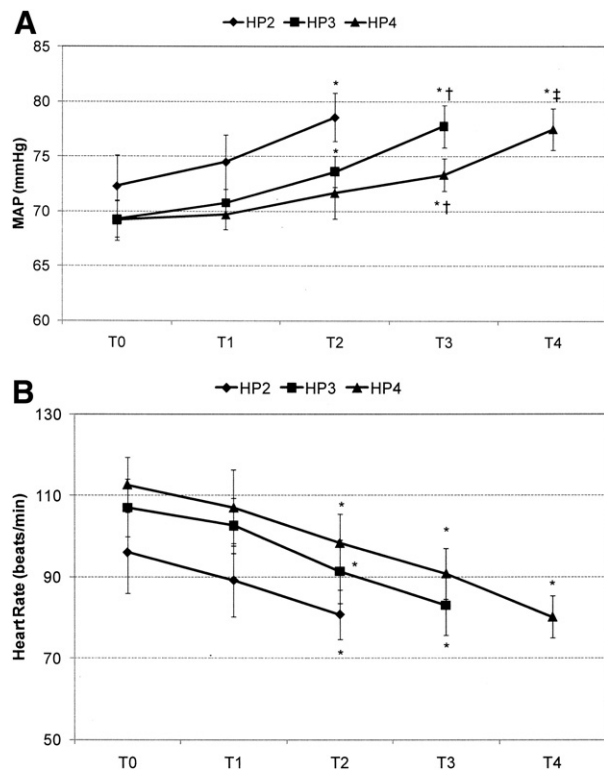 A
HP2 HP3 HP4
85
80
75
70
65
60
MAP (mmHg)
* * *† *† *‡
T0 T1 T2 T3 T4
B
HP2 HP3 HP4
130
110
90
70
50
Heart Rate (beats/min)
* * * * * *
T0 T1 T2 T3 T4